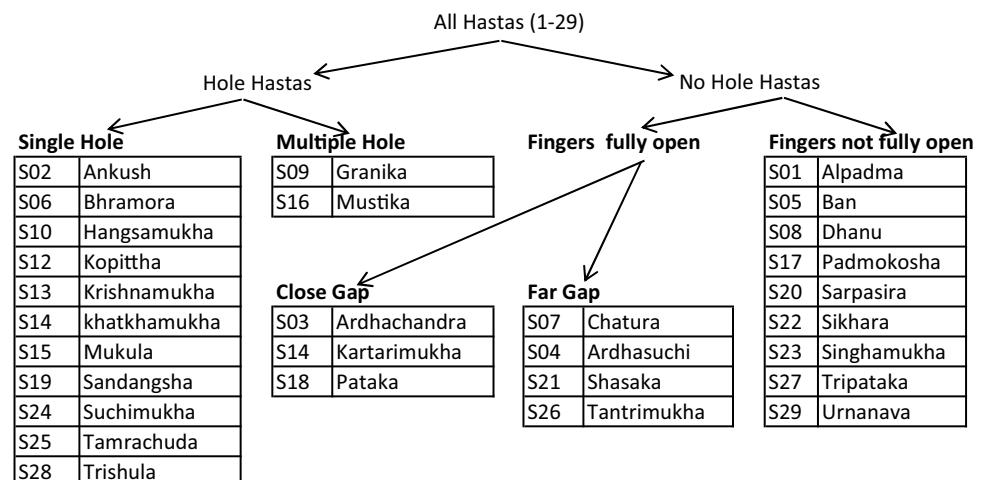 All Hastas (1-29)
Hole Hastas
No Hole Hastas
Single Hole
S02 Ankush
S06 Bhramora
S10 Hangsamukha
S12 Kopittha
S13 Krishnamukha
S14 khatkhamukha
S15 Mukula
S19 Sandangsha
S24 Suchimukha
S25 Tamrachuda
S28 Trishula
Multiple Hole
S09 Granika
S16 Mustika
Fingers fully open
Close Gap
S03 Ardhachandra
S14 Kartarimukha
S18 Pataka
Far Gap
S07 Chatura
S04 Ardhasuchi
S21 Shasaka
S26 Tantrimukha
Fingers not fully open
S01 Alpadma
S05 Ban
S08 Dhanu
S17 Padmokosha
S20 Sarpasira
S22 Sikhara
S23 Singhamukha
S27 Tripataka
S29 Urnanava